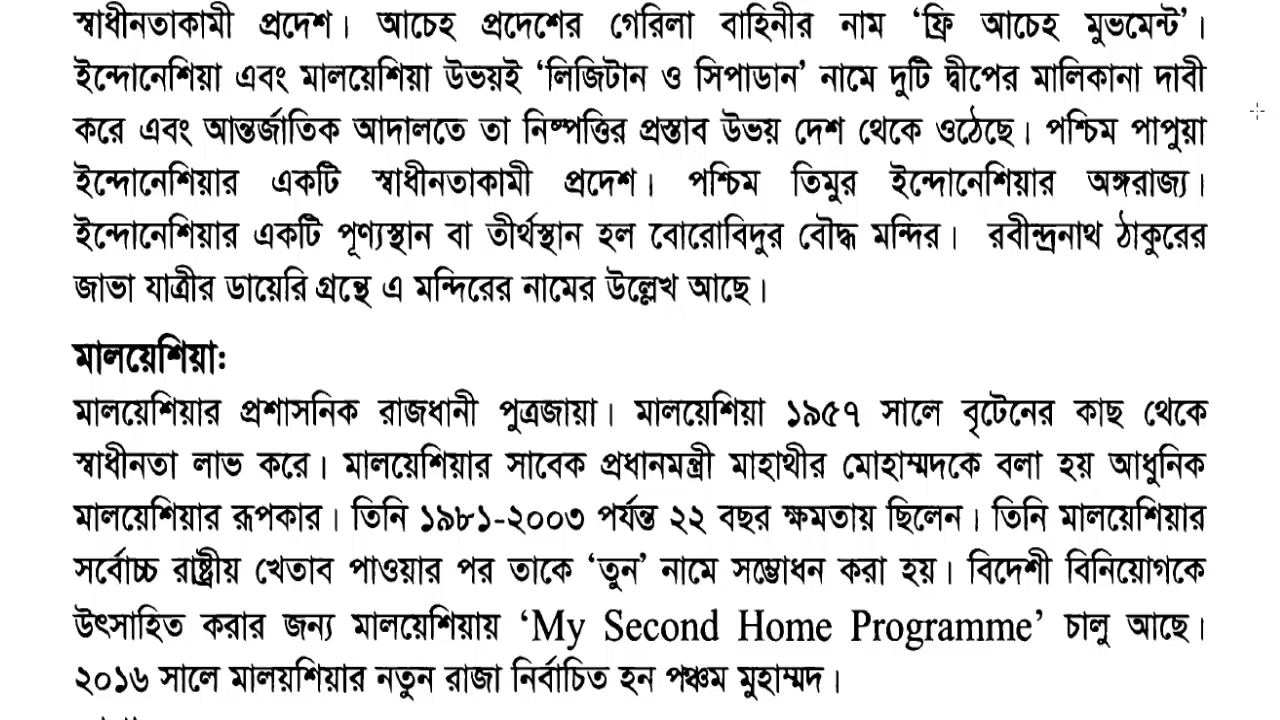 স্বাধীনতাকামী প্রদেশ। আচেহ প্রদেশের গেরিলা বাহিনীর নাম ‘ফ্রি আচেহ মুভমেন্ট’।
ইন্দোনেশিয়া এবং মালয়েশিয়া উভয়ই ‘লিজিটান ও সিপাডান’ নামে দুটি দ্বীপের মালিকানা দাবী
করে এবং আন্তর্জাতিক আদালতে তা নিষ্পত্তির প্রস্তাব উভয় দেশ থেকে ওঠেছে। পশ্চিম পাপুয়া
ইন্দোনেশিয়ার একটি স্বাধীনতাকামী প্রদেশ। পশ্চিম তিমুর ইন্দোনেশিয়ার অঙ্গরাজ্য।
ইন্দোনেশিয়ার একটি পূণ্যস্থান বা তীর্থস্থান হল বোরোবিদুর বৌদ্ধ মন্দির। রবীন্দ্রনাথ ঠাকুরের
জাভা যাত্রীর ডায়েরি গ্রন্থে এ মন্দিরের নামের উল্লেখ আছে।
মালয়েশিয়া:
মালয়েশিয়ার প্রশাসনিক রাজধানী পুত্রজায়া। মালয়েশিয়া ১৯৫৭ সালে বৃটেনের কাছ থেকে
স্বাধীনতা লাভ করে। মালয়েশিয়ার সাবেক প্রধানমন্ত্রী মাহাথীর মোহাম্মদকে বলা হয় আধুনিক
মালয়েশিয়ার রূপকার। তিনি ১৯৮১-২০০৩ পর্যন্ত ২২ বছর ক্ষমতায় ছিলেন। তিনি মালয়েশিয়ার
সর্বোচ্চ রাষ্ট্রীয় খেতাব পাওয়ার পর তাকে ‘তুন’ নামে সম্ভোধন করা হয়। বিদেশী বিনিয়োগকে
উৎসাহিত করার জন্য মালয়েশিয়ায় ‘My Second Home Programme’ চালু আছে।
২০১৬ সালে মালয়শিয়ার নতুন রাজা নির্বাচিত হন পঞ্চম মুহাম্মদ।